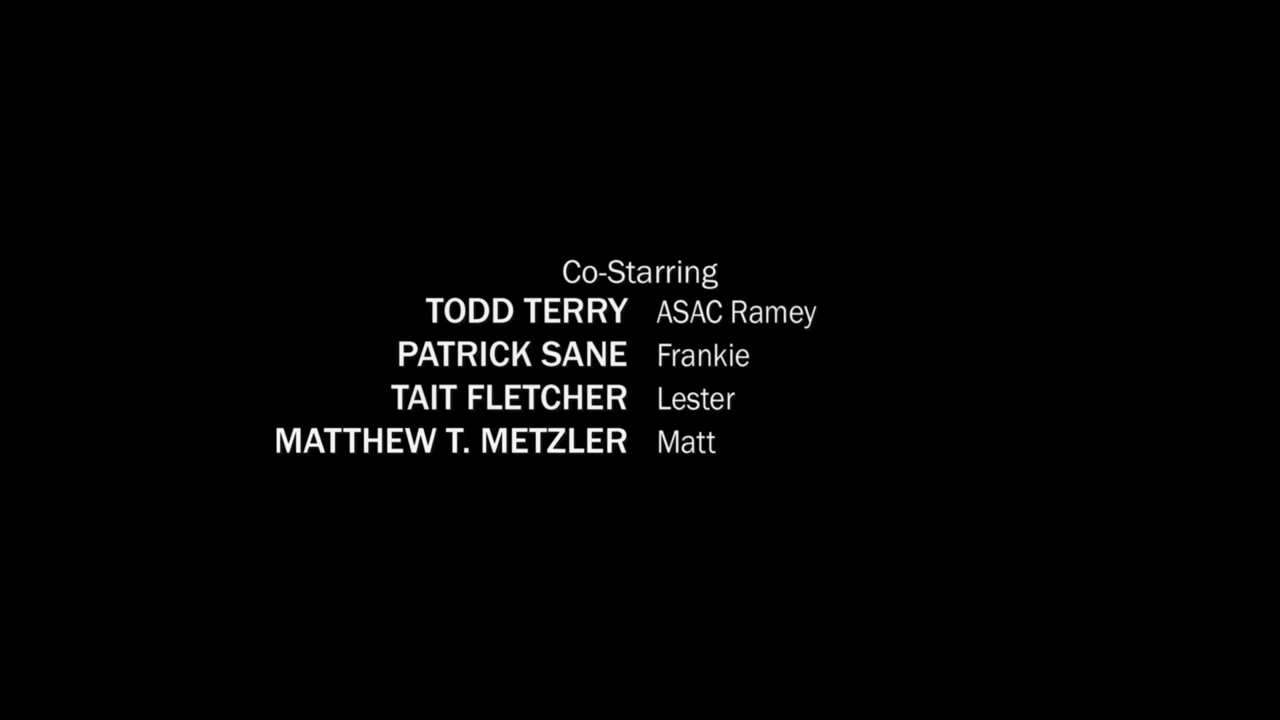 Co-Starring
TODD TERRY ASAC Ramey
PATRICK SANE Frankie
TAIT FLETCHER Lester
MATTHEW T. METZLER Matt